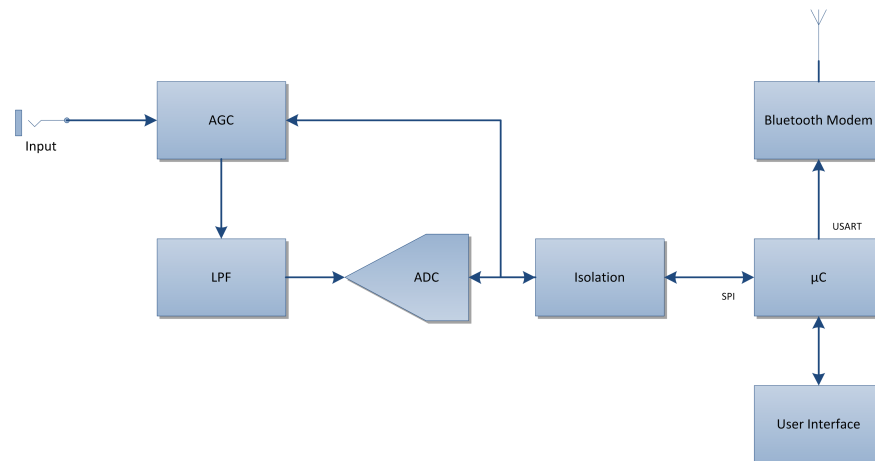 AGC
Bluetooth Modem
Input
USART
LPF
ADC
Isolation
µC
SPI
User Interface